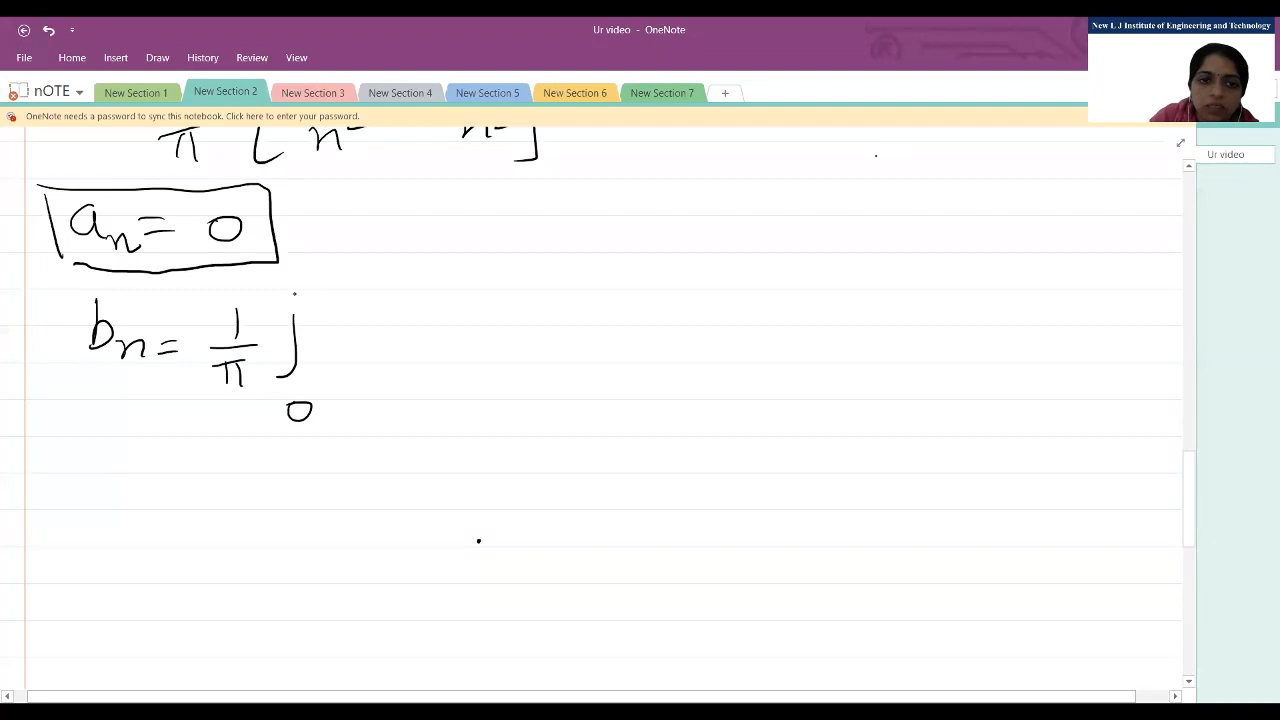 Ur video - OneNote
New L J Institute of Engineering and Technology
File Home Insert Draw History Review View
nOTE New Section 1 New Section 2 New Section 3 New Section 4 New Section 5 New Section 6 New Section 7 +
OneNote needs a password to sync this notebook. Click here to enter your password.
Ur video
π [ n n ]
aₙ = 0
bₙ = 1/π ∫₀